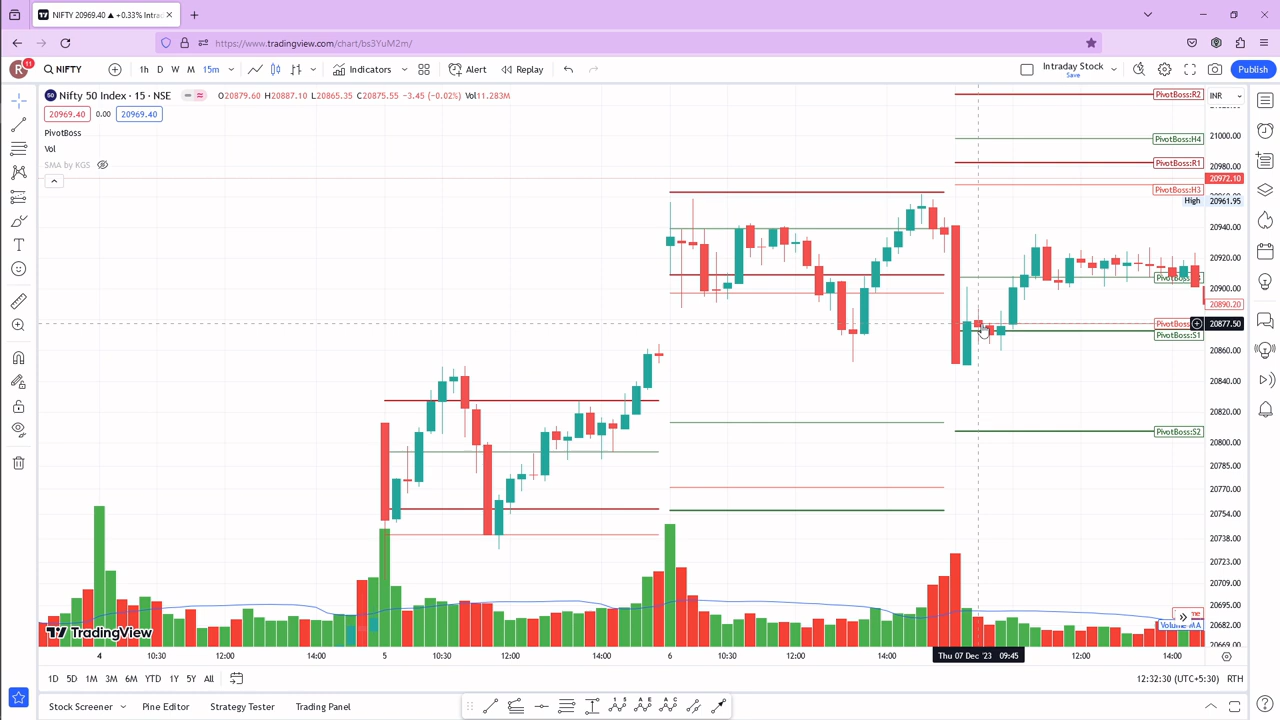 NIFTY 20969.40 ▲ +0.33% Intra
https://www.tradingview.com/chart/bs3YuM2m/
R 11 NIFTY 1h D W M 15m Indicators Alert Replay Intraday Stock Save Publish
Nifty 50 Index · 15 · NSE O20879.60 H20887.10 L20865.35 C20875.55 −3.45 (−0.02%) Vol11.283M
20969.40 0.00 20969.40
PivotBoss
Vol
SMA by KGS
INR
PivotBoss:R2
21000.00
PivotBoss:H4
PivotBoss:R1
20980.00
20972.10
PivotBoss:H3
High 20961.95
20940.00
20920.00
20900.00
20890.20
20877.50
PivotBoss:S1
20860.00
20840.00
20820.00
PivotBoss:S2
20800.00
20785.00
20770.00
20754.00
20738.00
20723.00
20709.00
20695.00
20682.00
20669.00
Volume MA
TradingView
4 10:30 12:00 14:00 5 10:30 12:00 14:00 6 10:30 12:00 14:00 Thu 07 Dec '23 09:45 12:00 14:00
1D 5D 1M 3M 6M YTD 1Y 5Y All 12:32:30 (UTC+5:30) RTH
Stock Screener Pine Editor Strategy Tester Trading Panel